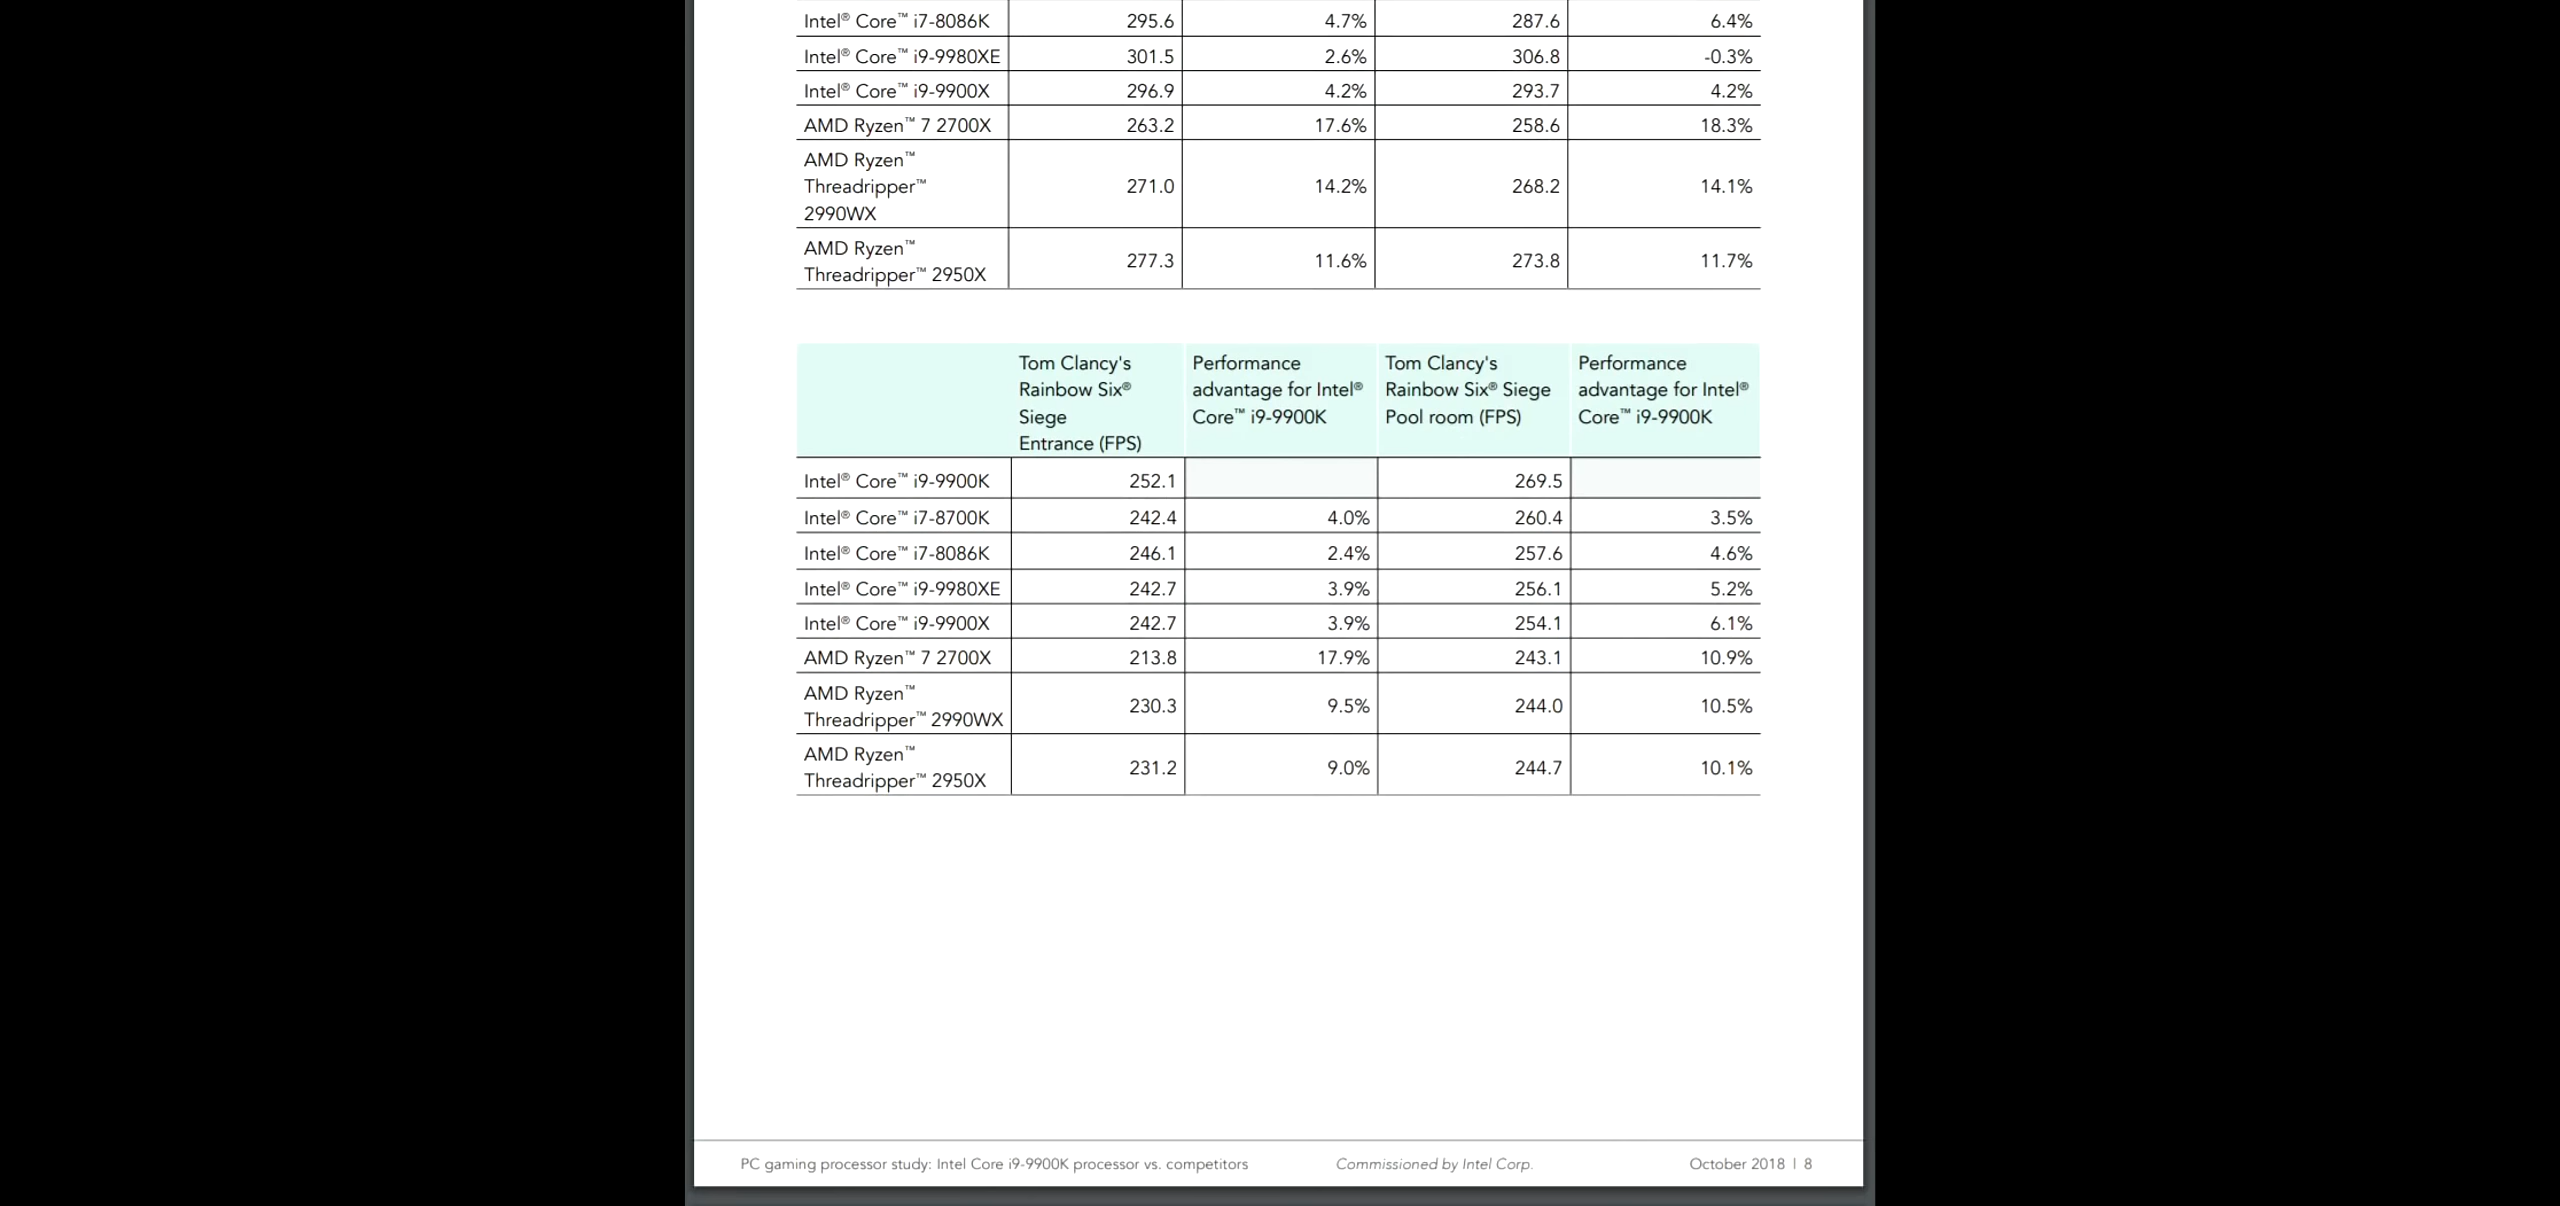 Intel® Core™ i7-8086K 295.6 4.7% 287.6 6.4%
Intel® Core™ i9-9980XE 301.5 2.6% 306.8 -0.3%
Intel® Core™ i9-9900X 296.9 4.2% 293.7 4.2%
AMD Ryzen™ 7 2700X 263.2 17.6% 258.6 18.3%
AMD Ryzen™
Threadripper™ 271.0 14.2% 268.2 14.1%
2990WX
AMD Ryzen™
Threadripper™ 2950X 277.3 11.6% 273.8 11.7%
Tom Clancy's
Rainbow Six®
Siege
Entrance (FPS)
Performance
advantage for Intel®
Core™ i9-9900K
Tom Clancy's
Rainbow Six® Siege
Pool room (FPS)
Performance
advantage for Intel®
Core™ i9-9900K
Intel® Core™ i9-9900K 252.1 269.5
Intel® Core™ i7-8700K 242.4 4.0% 260.4 3.5%
Intel® Core™ i7-8086K 246.1 2.4% 257.6 4.6%
Intel® Core™ i9-9980XE 242.7 3.9% 256.1 5.2%
Intel® Core™ i9-9900X 242.7 3.9% 254.1 6.1%
AMD Ryzen™ 7 2700X 213.8 17.9% 243.1 10.9%
AMD Ryzen™
Threadripper™ 2990WX 230.3 9.5% 244.0 10.5%
AMD Ryzen™
Threadripper™ 2950X 231.2 9.0% 244.7 10.1%
PC gaming processor study: Intel Core i9-9900K processor vs. competitors Commissioned by Intel Corp. October 2018 | 8